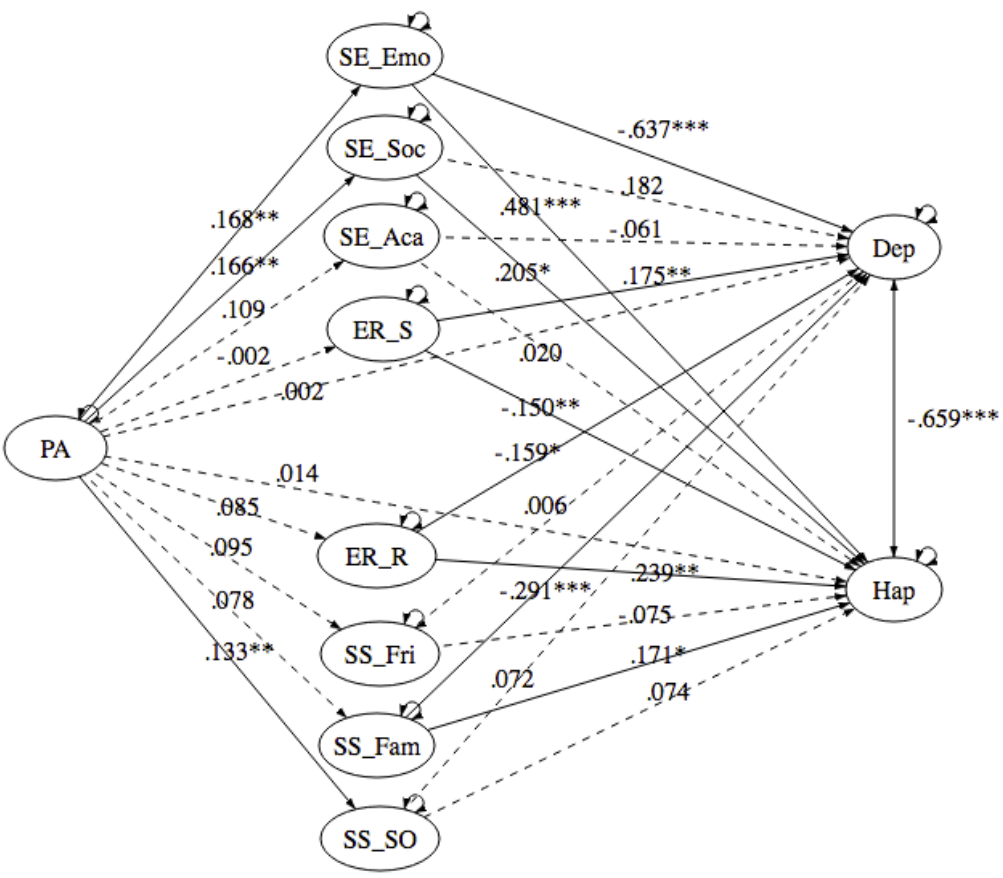 SE_Emo
-.637***
SE_Soc
.182
.481***
.168**
SE_Aca
-.061
Dep
.166**
.205*
.175**
.109
ER_S
-.002
.020
-.002
-.150**
-.659***
PA
-.159*
.014
.085
.006
.095
ER_R
.239**
-.291***
Hap
.078
-.075
.133**
SS_Fri
.171*
.072
.074
SS_Fam
SS_SO